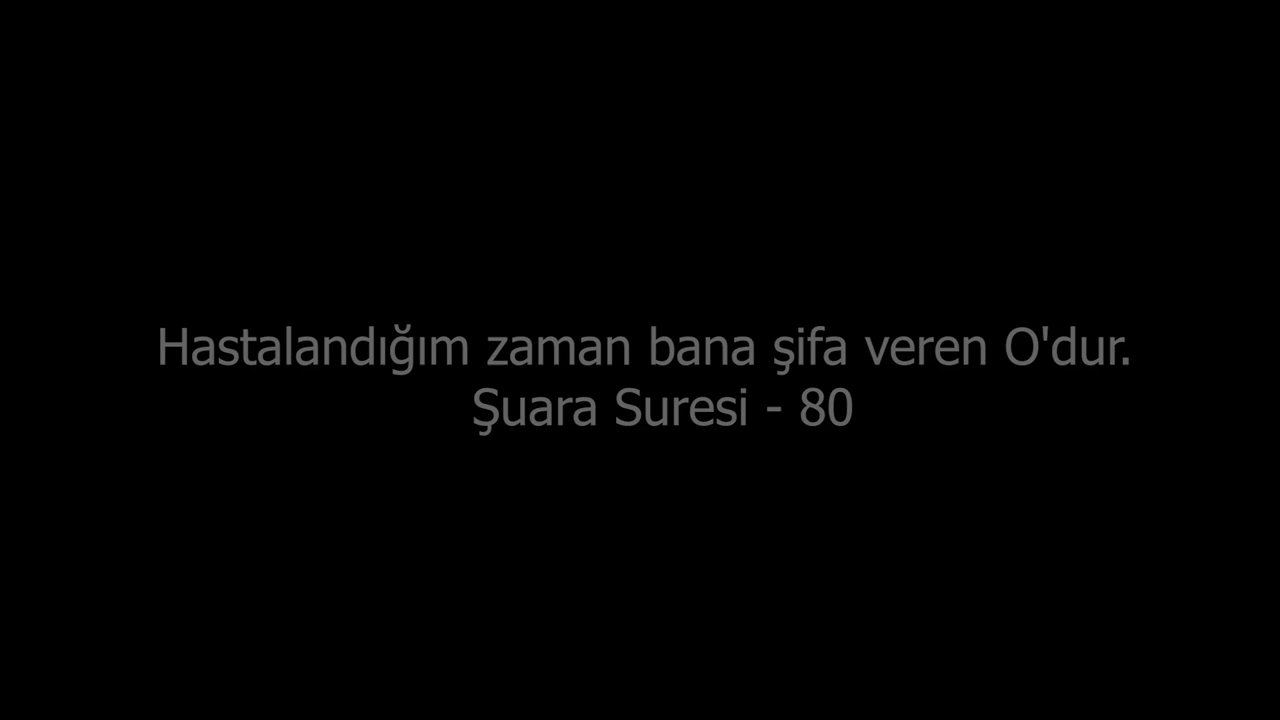 Hastalandığım zaman bana şifa veren O'dur.
Şuara Suresi - 80